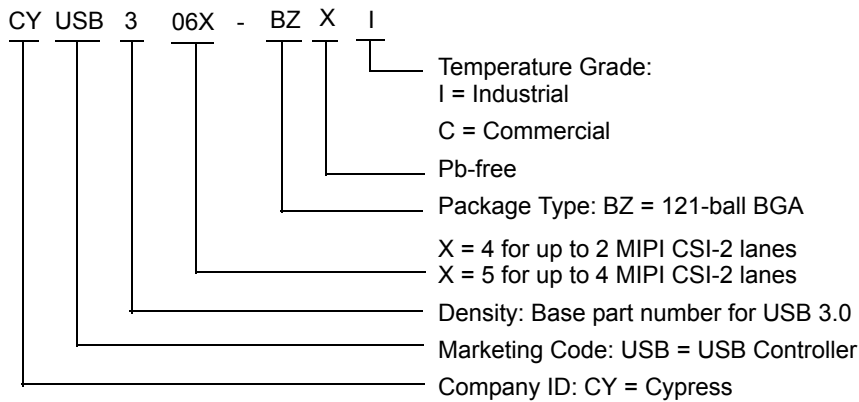 CY USB 3 06X - BZ X I
Temperature Grade:
I = Industrial
C = Commercial
Pb-free
Package Type: BZ = 121-ball BGA
X = 4 for up to 2 MIPI CSI-2 lanes
X = 5 for up to 4 MIPI CSI-2 lanes
Density: Base part number for USB 3.0
Marketing Code: USB = USB Controller
Company ID: CY = Cypress